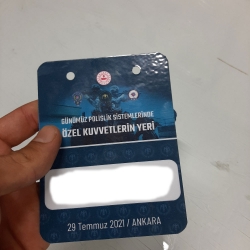 GÜNÜMÜZ POLİSLİK SİSTEMLERİNDE
ÖZEL KUVVETLERİN YERİ
29 Temmuz 2021 / ANKARA